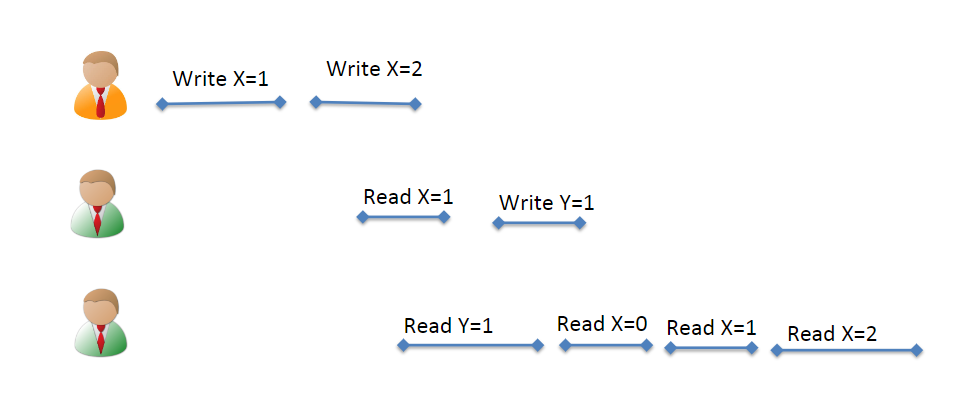 Write X=1
Write X=2
Read X=1
Write Y=1
Read Y=1
Read X=0
Read X=1
Read X=2